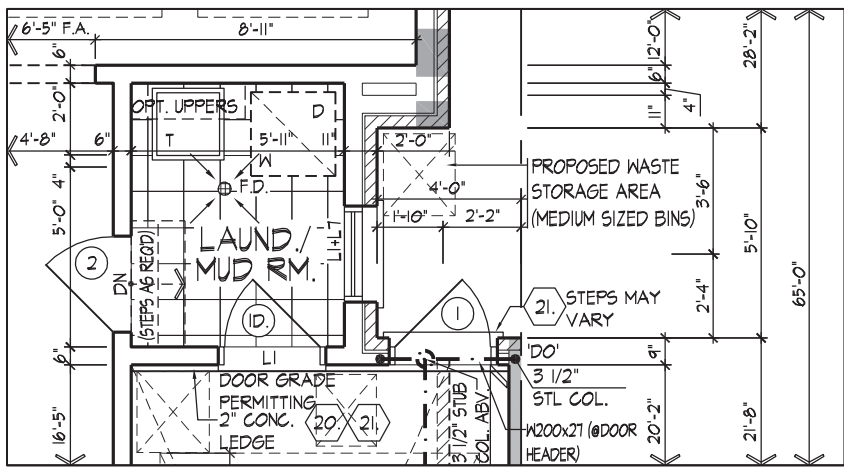 6'-5" F.A.
8'-11"
6"
2'-0"
4'-8"
6"
4"
5'-0"
6"
16'-5"
OPT. UPPERS
T
5'-11"
D
11"
2'-0"
W
F.D.
4'-0"
1'-10"
2'-2"
LAUND./
MUD RM.
L1+L7
2
DN
(STEPS AS REQ'D)
1D.
L1
1
21.
STEPS MAY
VARY
PROPOSED WASTE
STORAGE AREA
(MEDIUM SIZED BINS)
DOOR GRADE
PERMITTING
2" CONC.
LEDGE
20.
21.
3 1/2" STUB
COL. ABV.
'DO'
3 1/2"
STL COL.
W200x27 (@DOOR
HEADER)
12'-0"
6"
11"
4"
3'-6"
2'-4"
9"
20'-2"
28'-2"
5'-10"
21'-8"
65'-0"